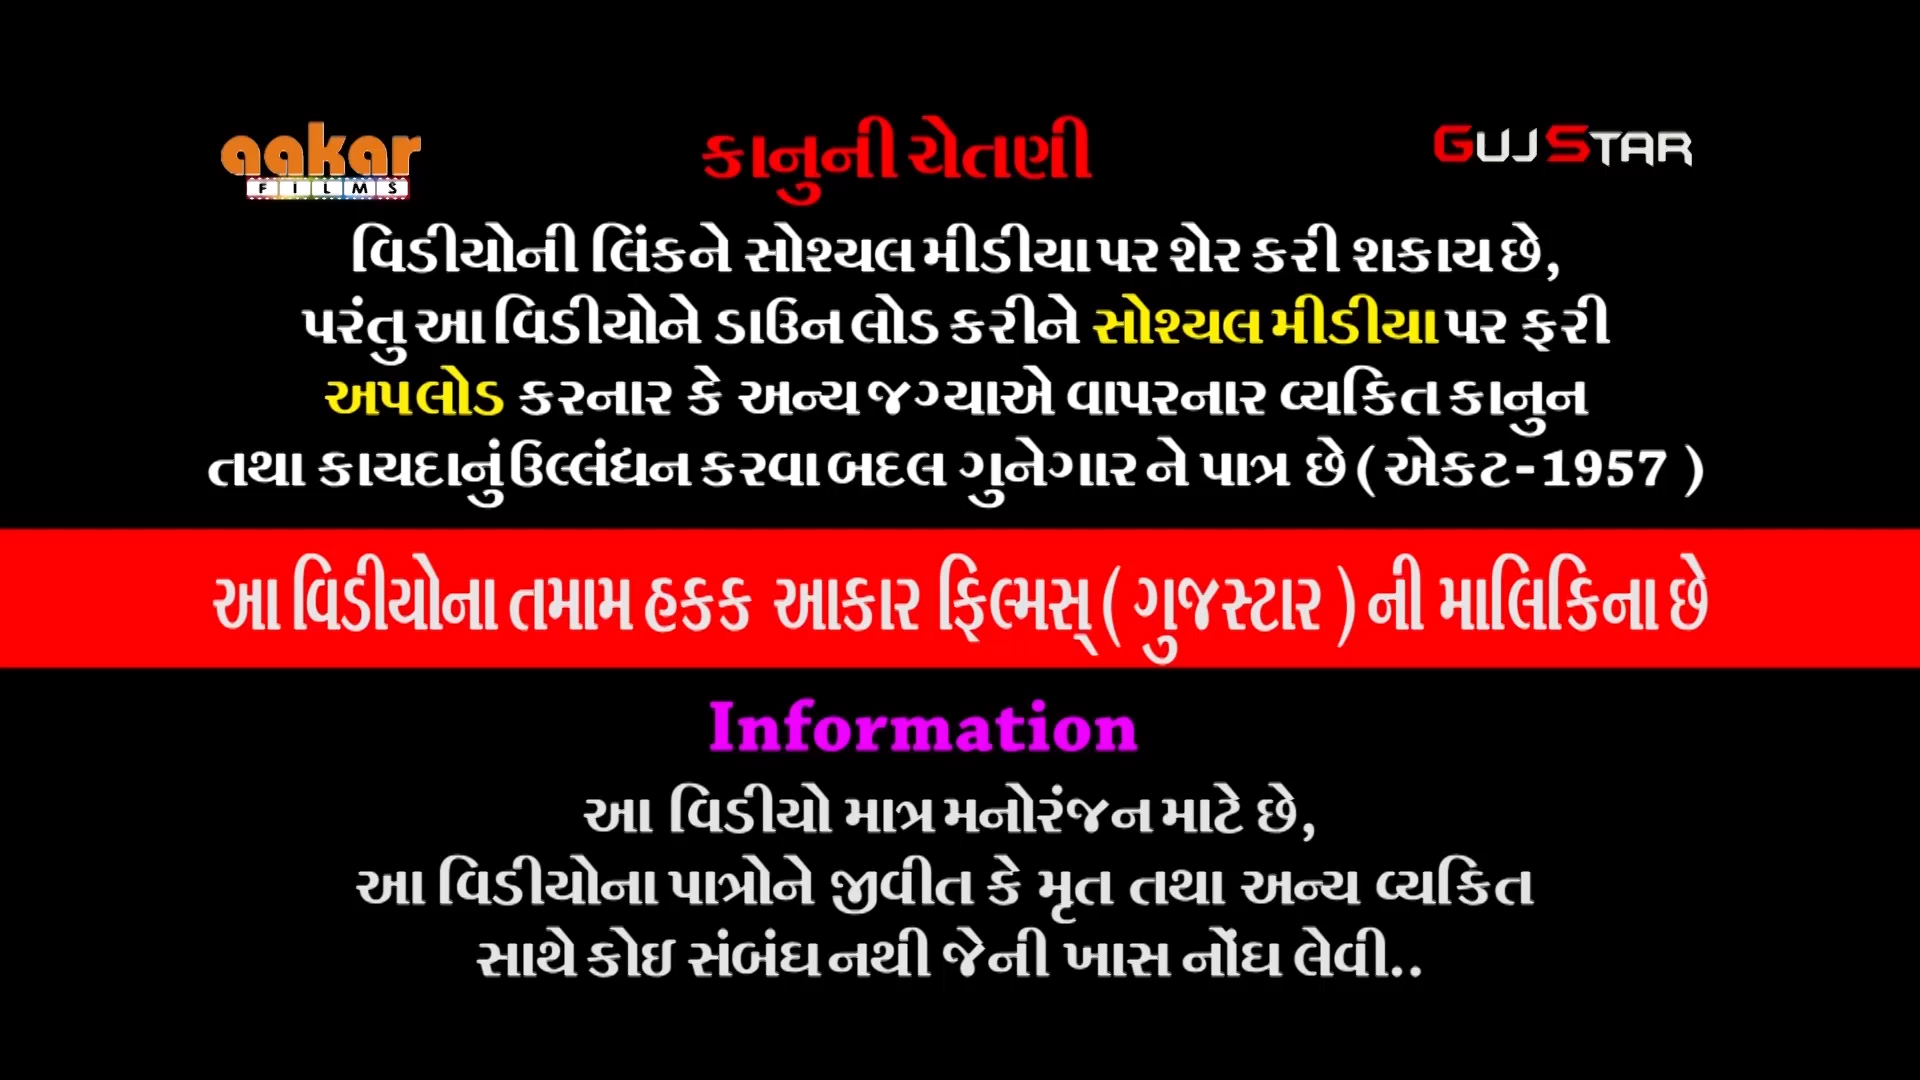 aakar
FILMS
કાનુની ચેતણી
GUJSTAR
વિડીયોની લિંકને સોશ્યલ મીડીયા પર શેર કરી શકાય છે,
પરંતુ આ વિડીયોને ડાઉનલોડ કરીને સોશ્યલ મીડીયા પર ફરી
અપલોડ કરનાર કે અન્ય જગ્યાએ વાપરનાર વ્યકિત કાનુન
તથા કાયદાનું ઉલ્લંઘન કરવા બદલ ગુનેગાર ને પાત્ર છે ( એકટ-1957 )
આ વિડીયોના તમામ હકક આકાર ફિલ્મસ્ ( ગુજસ્ટાર ) ની માલિકિના છે
Information
આ વિડીયો માત્ર મનોરંજન માટે છે,
આ વિડીયોના પાત્રોને જીવીત કે મૃત તથા અન્ય વ્યકિત
સાથે કોઇ સંબંધ નથી જેની ખાસ નોંધ લેવી..